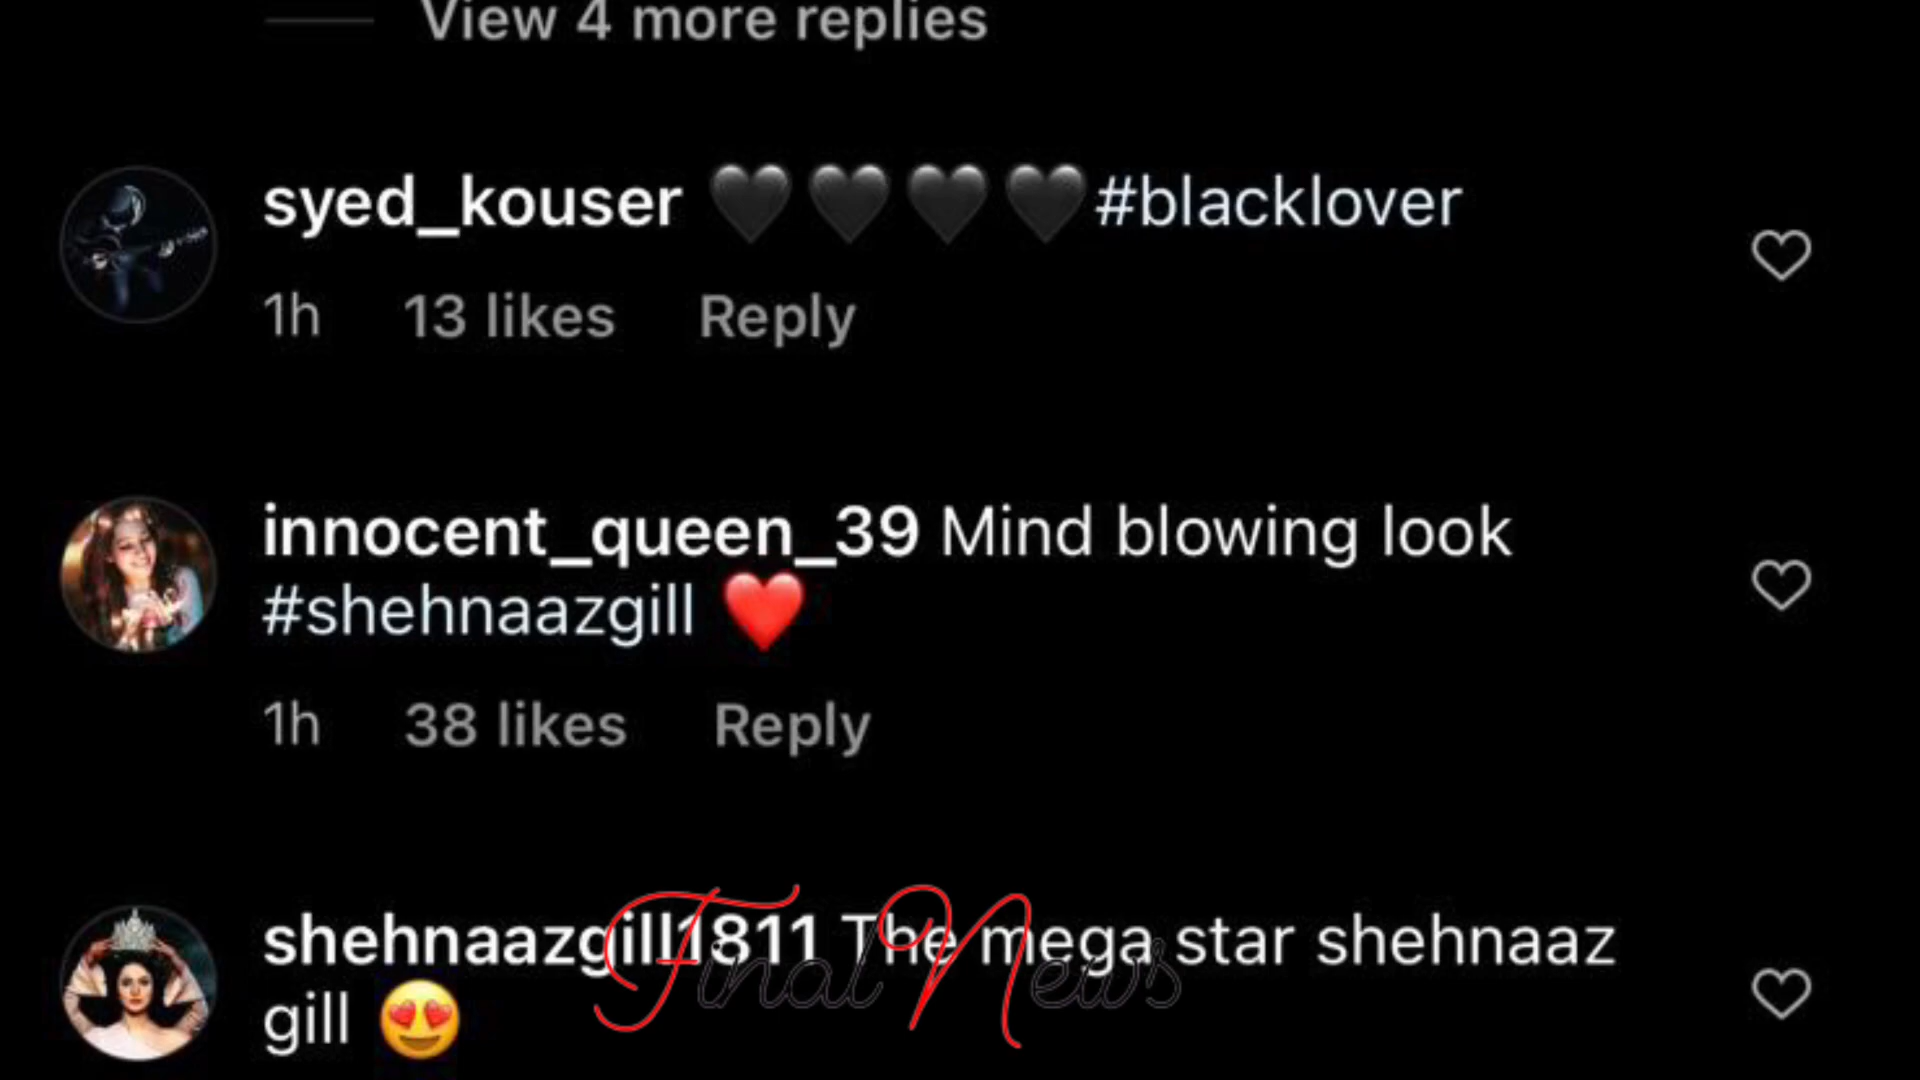 View 4 more replies
syed_kouser 🖤🖤🖤🖤#blacklover
1h 13 likes Reply
innocent_queen_39 Mind blowing look
#shehnaazgill ❤️
1h 38 likes Reply
shehnaazgill1811 The mega star shehnaaz
gill 😍
Final News